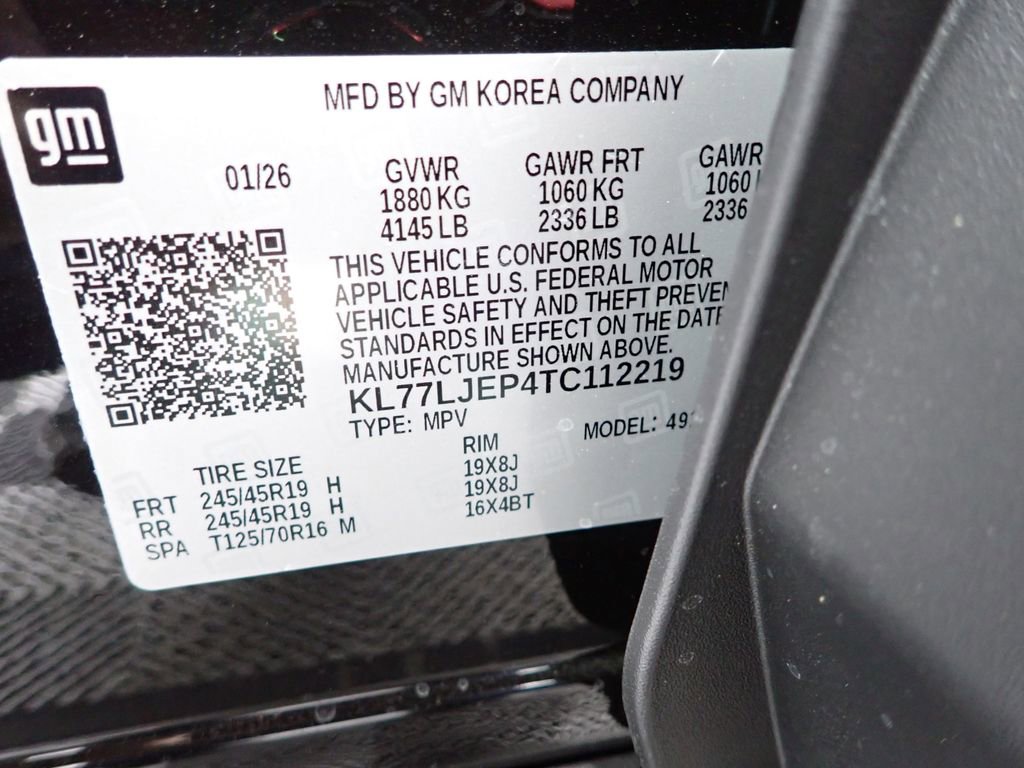 gm
MFD BY GM KOREA COMPANY
01/26 GVWR GAWR FRT GAWR
1880 KG 1060 KG 1060
4145 LB 2336 LB 2336
THIS VEHICLE CONFORMS TO ALL
APPLICABLE U.S. FEDERAL MOTOR
VEHICLE SAFETY AND THEFT
STANDARDS IN EFFECT ON THE DATE
MANUFACTURE SHOWN ABOVE.
KL77LJEP4TC112219
TYPE: MPV MODEL:
TIRE SIZE RIM
FRT 245/45R19 H 19X8J
RR 245/45R19 H 19X8J
SPA T125/70R16 M 16X4BT